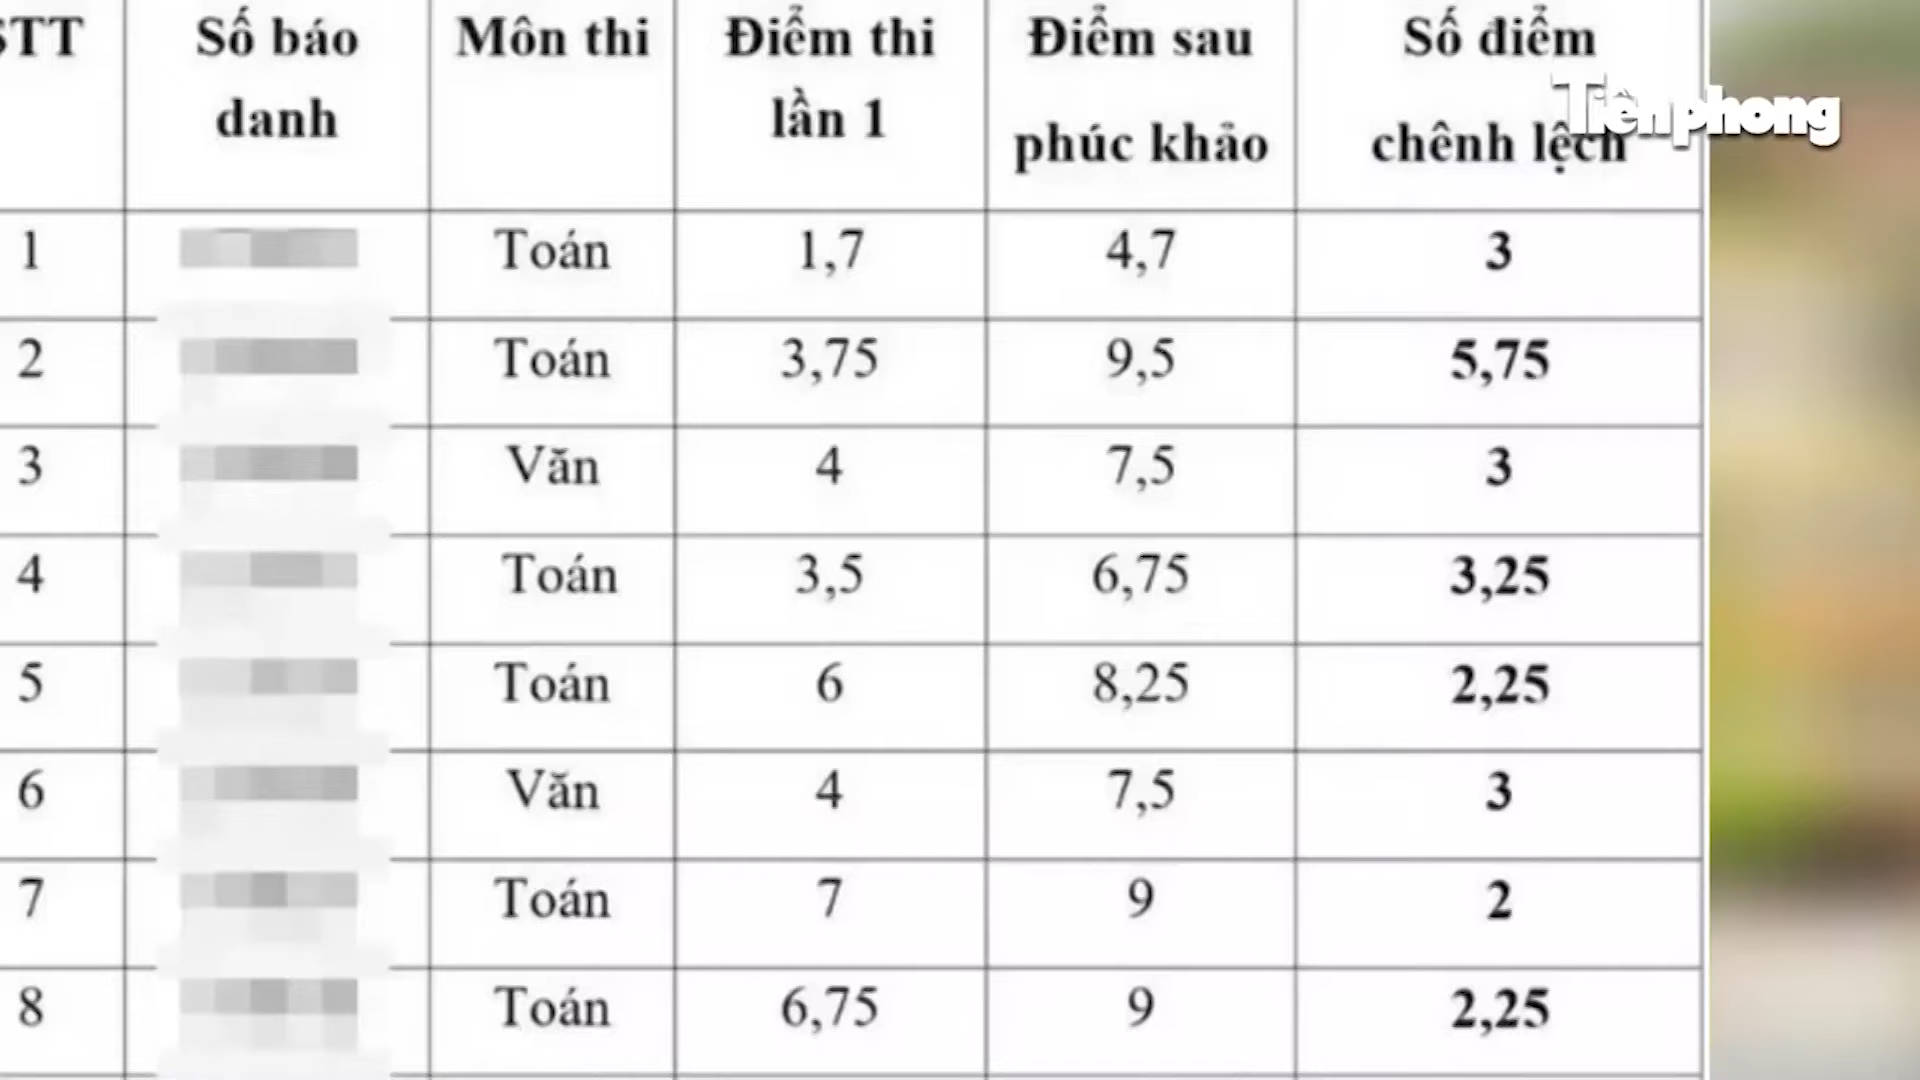 STT Số báo danh Môn thi Điểm thi lần 1 Điểm sau phúc khảo Số điểm chênh lệch
Tiền phong
1 Toán 1,7 4,7 3
2 Toán 3,75 9,5 5,75
3 Văn 4 7,5 3
4 Toán 3,5 6,75 3,25
5 Toán 6 8,25 2,25
6 Văn 4 7,5 3
7 Toán 7 9 2
8 Toán 6,75 9 2,25